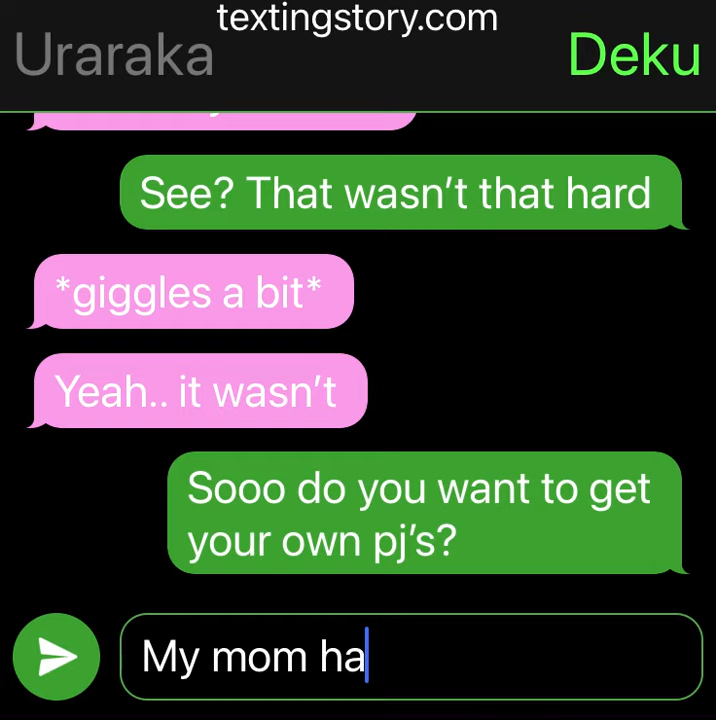 textingstory.com
Uraraka
Deku
See? That wasn't that hard
*giggles a bit*
Yeah.. it wasn't
Sooo do you want to get
your own pj's?
My mom ha